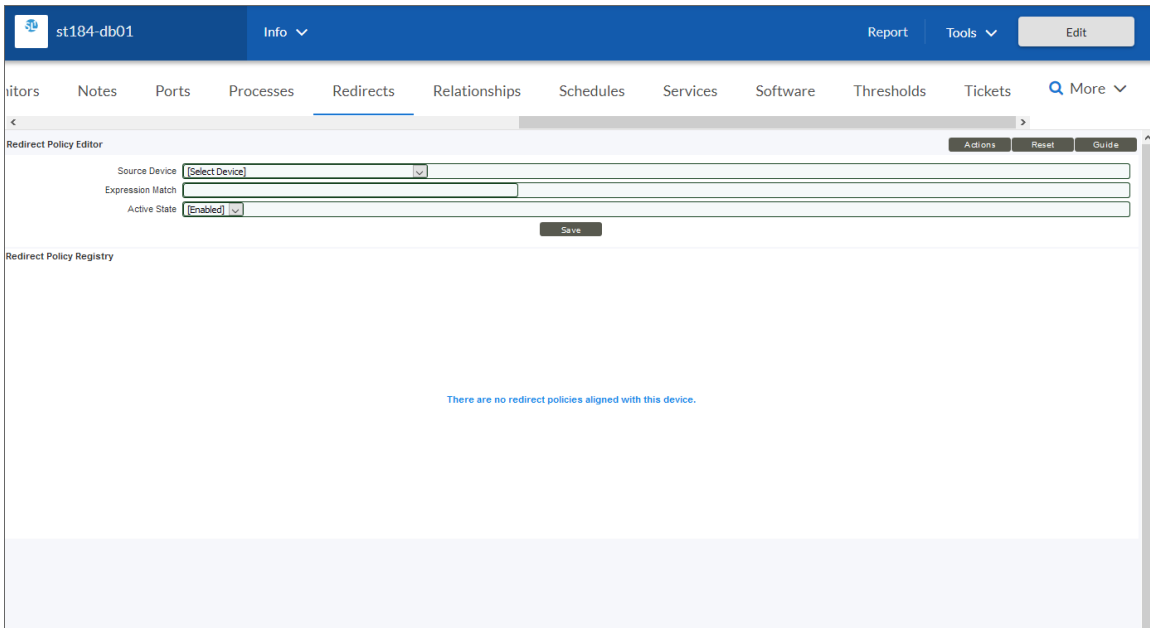 st184-db01 Info Report Tools Edit
nitors Notes Ports Processes Redirects Relationships Schedules Services Software Thresholds Tickets More
Redirect Policy Editor Actions Reset Guide
Source Device [Select Device]
Expression Match
Active State [Enabled]
Save
Redirect Policy Registry
There are no redirect policies aligned with this device.